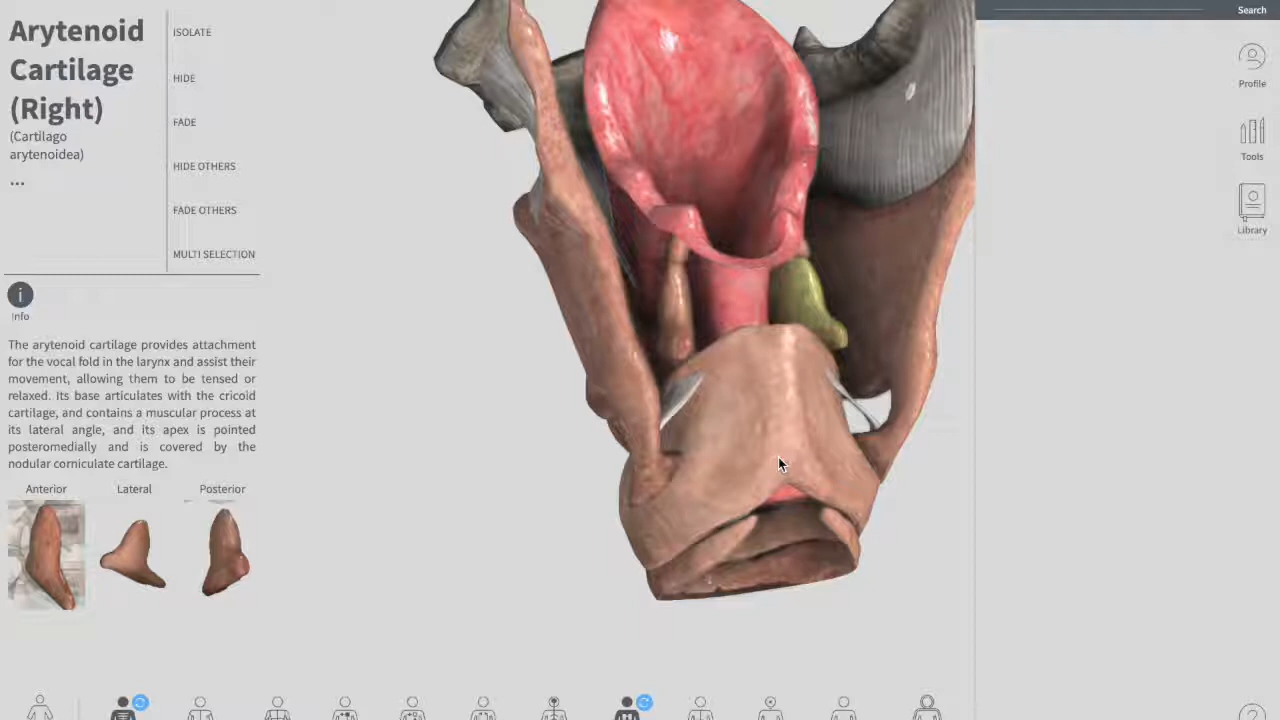 Arytenoid
Cartilage
(Right)
(Cartilago
arytenoidea)
...
ISOLATE
HIDE
FADE
HIDE OTHERS
FADE OTHERS
MULTI SELECTION
i
Info
The arytenoid cartilage provides attachment
for the vocal fold in the larynx and assist their
movement, allowing them to be tensed or
relaxed. Its base articulates with the cricoid
cartilage, and contains a muscular process at
its lateral angle, and its apex is pointed
posteromedially and is covered by the
nodular corniculate cartilage.
Anterior Lateral Posterior
Search
Profile
Tools
Library
?